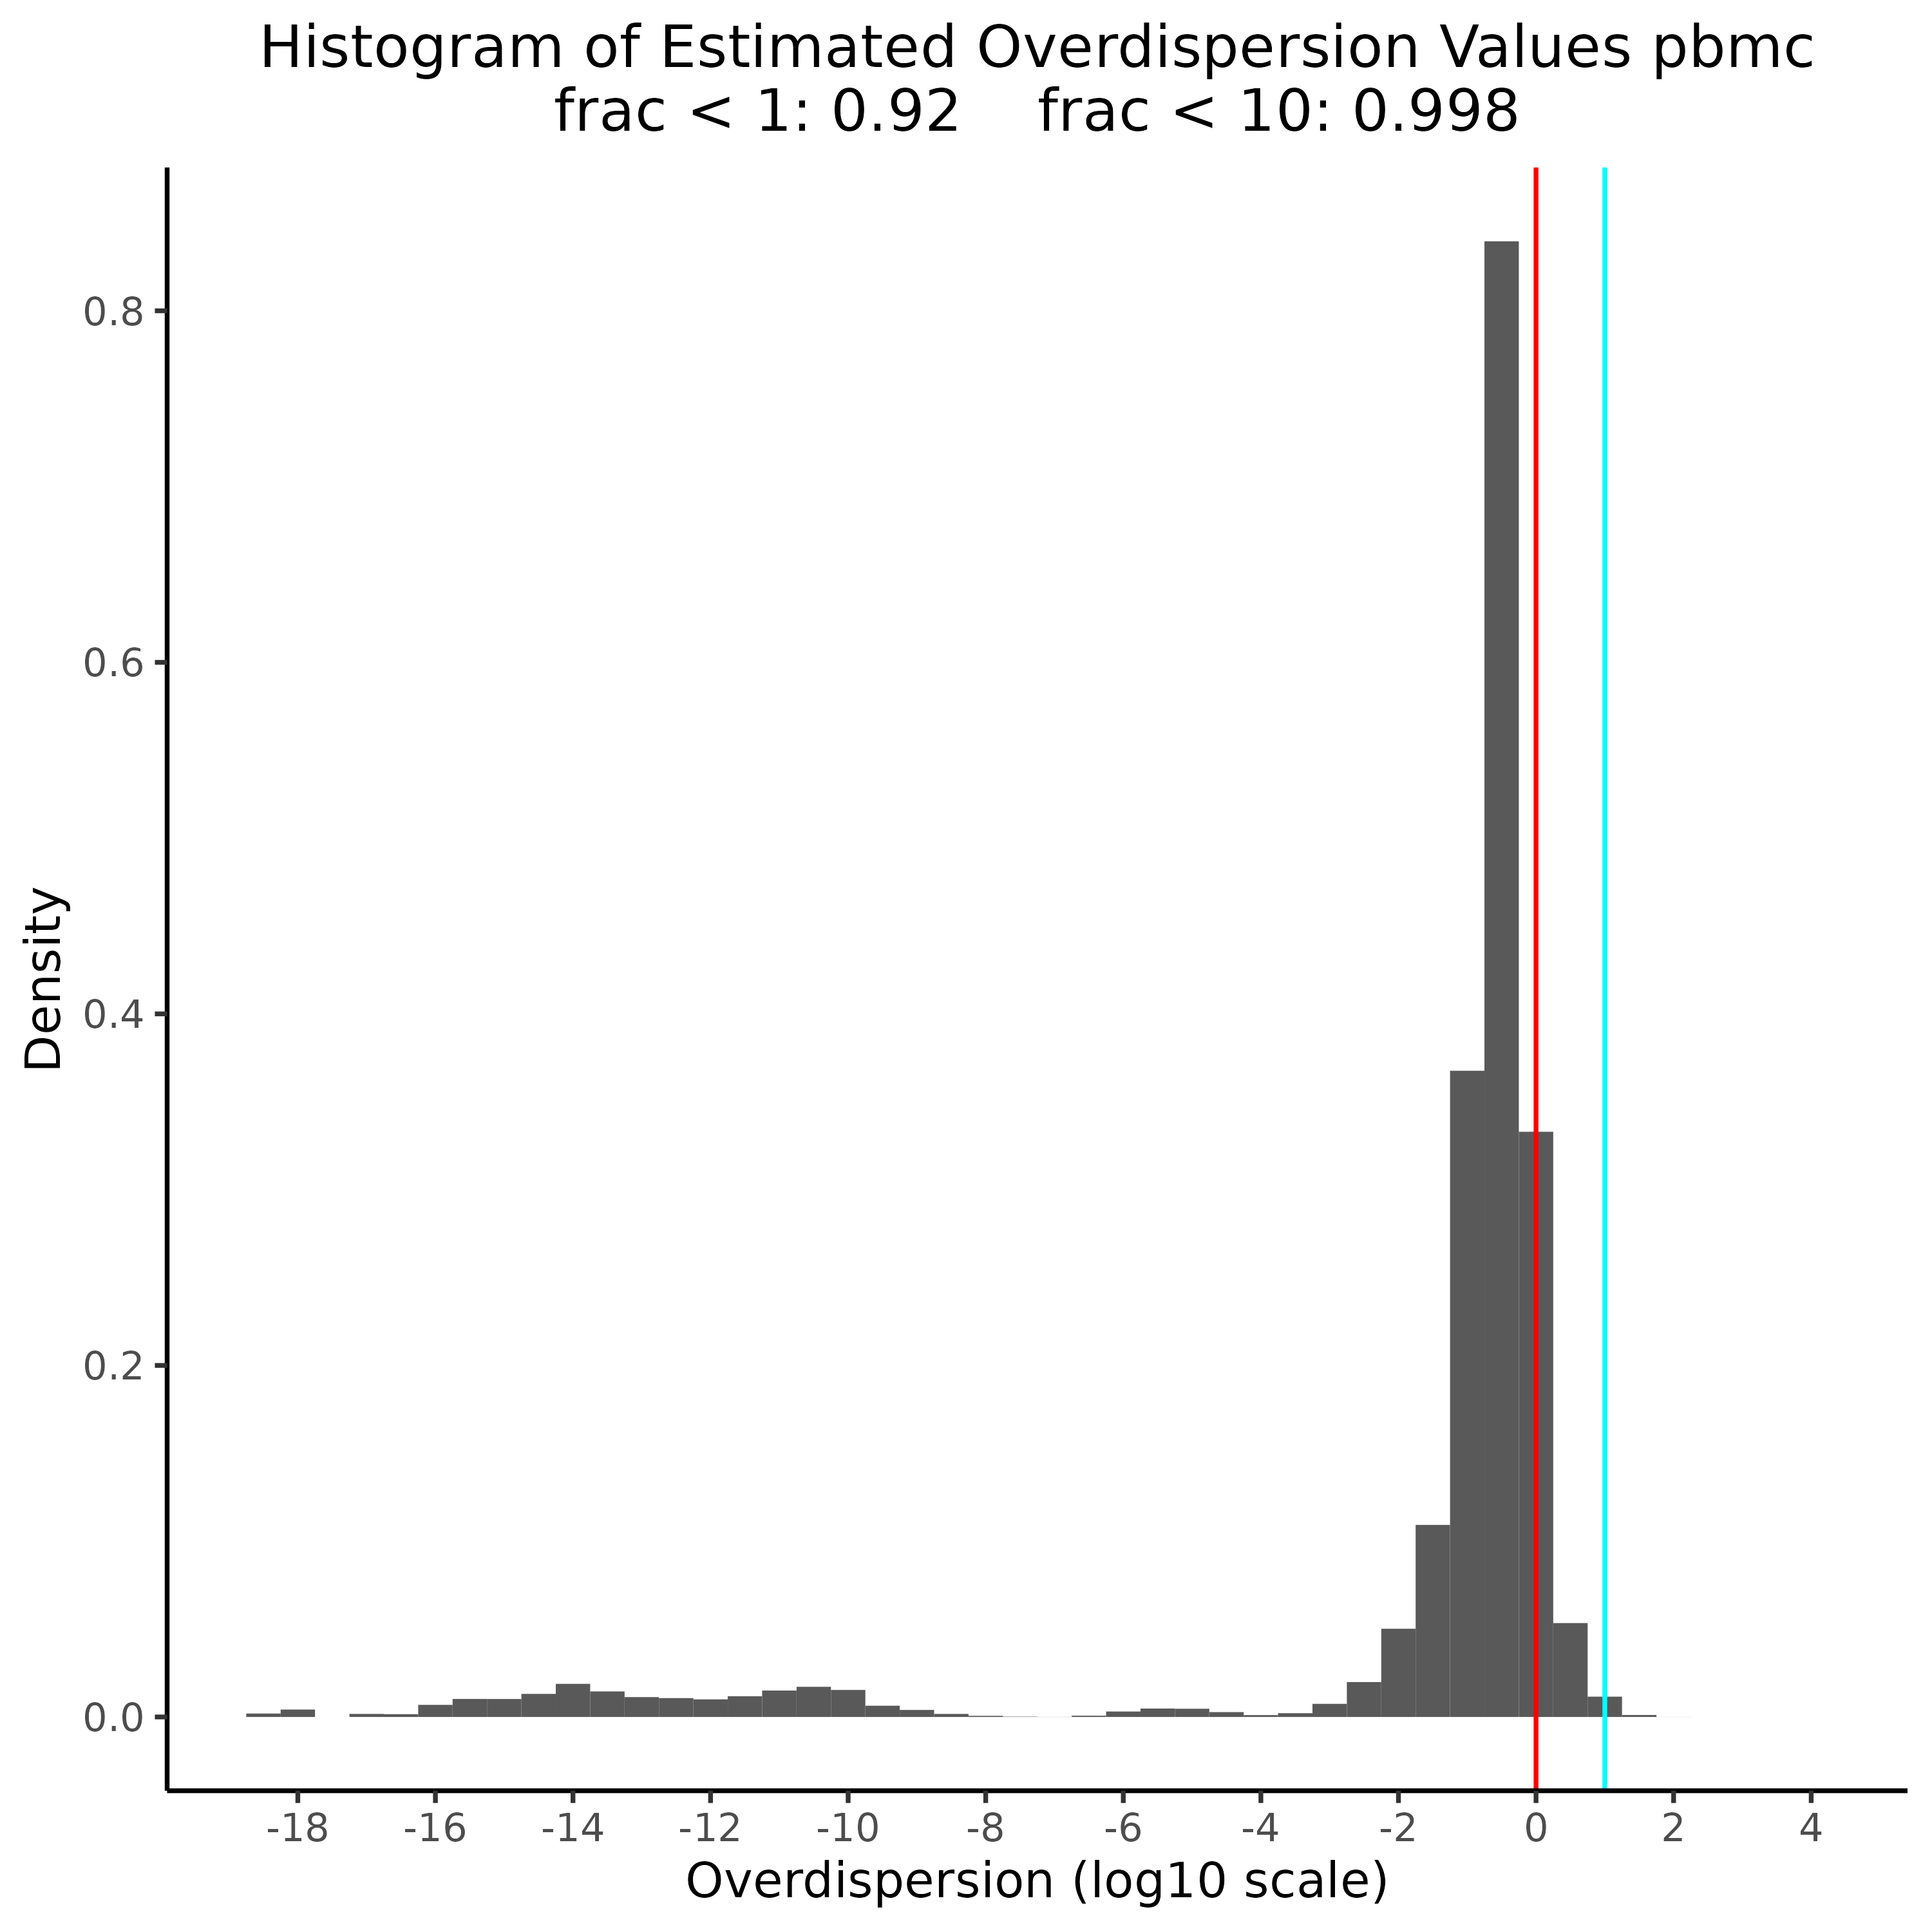 Histogram of Estimated Overdispersion Values pbmc
frac < 1: 0.92    frac < 10: 0.998
Density
0.8
0.6
0.4
0.2
0.0
-18 -16 -14 -12 -10 -8 -6 -4 -2 0 2 4
Overdispersion (log10 scale)